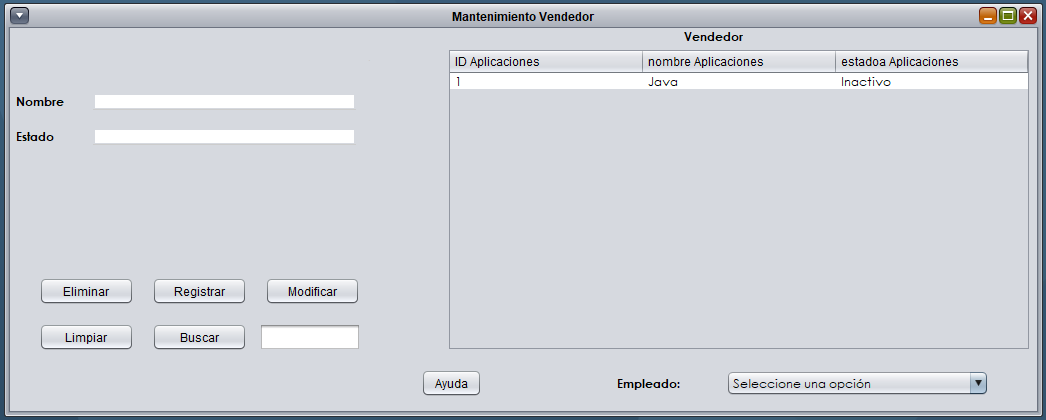 Mantenimiento Vendedor
Vendedor
ID Aplicaciones nombre Aplicaciones estadoa Aplicaciones
1 Java Inactivo
Nombre
Estado
Eliminar Registrar Modificar
Limpiar Buscar
Ayuda Empleado: Seleccione una opción